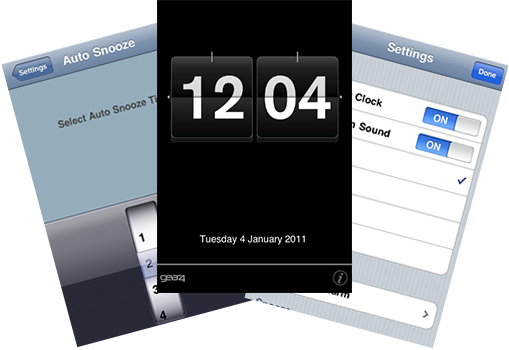 Settings
Auto Snooze
Select Auto Snooze Ti
1
2
3
4
12 04
Tuesday 4 January 2011
gear4
i
Settings
Done
Clock
ON
Sound
ON